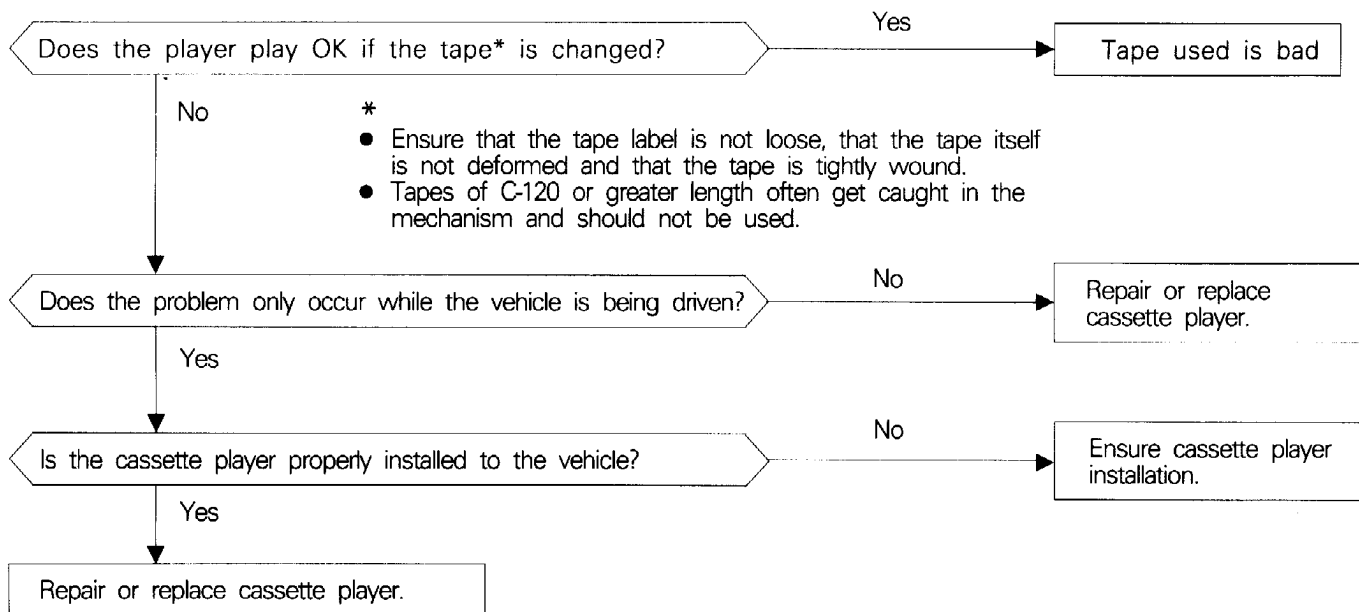 Does the player play OK if the tape* is changed?
Yes
Tape used is bad
No
*
● Ensure that the tape label is not loose, that the tape itself
is not deformed and that the tape is tightly wound.
● Tapes of C-120 or greater length often get caught in the
mechanism and should not be used.
Does the problem only occur while the vehicle is being driven?
No
Repair or replace
cassette player.
Yes
Is the cassette player properly installed to the vehicle?
No
Ensure cassette player
installation.
Yes
Repair or replace cassette player.